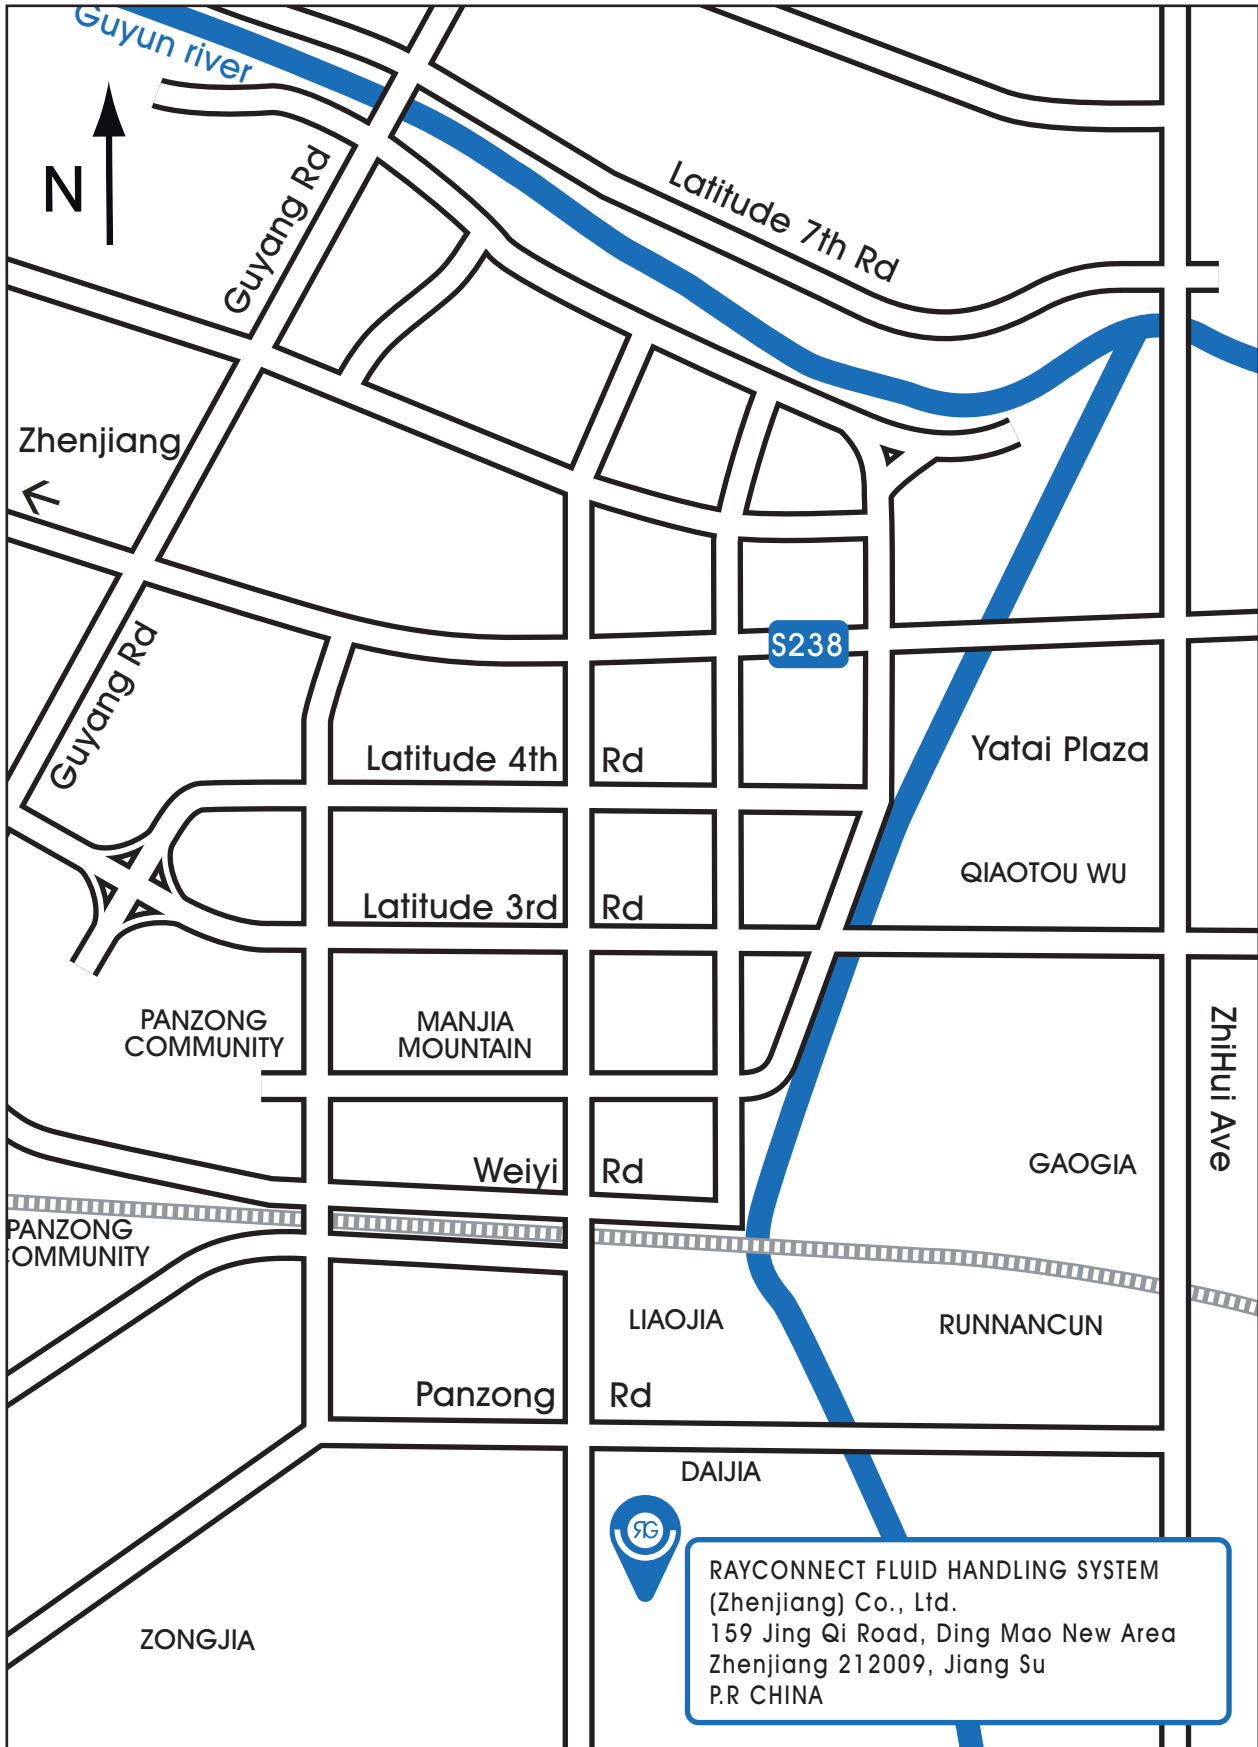 Guyun river
N
Guyang Rd
Latitude 7th Rd
Zhenjiang
S238
Guyang Rd
Latitude 4th Rd
Yatai Plaza
QIAOTOU WU
Latitude 3rd Rd
PANZONG
COMMUNITY
MANJIA
MOUNTAIN
ZhiHui Ave
Weiyi Rd
GAOGIA
PANZONG
OMMUNITY
LIAOJIA
RUNNANCUN
Panzong Rd
DAIJIA
RG
RAYCONNECT FLUID HANDLING SYSTEM
(Zhenjiang) Co., Ltd.
159 Jing Qi Road, Ding Mao New Area
Zhenjiang 212009, Jiang Su
P.R CHINA
ZONGJIA